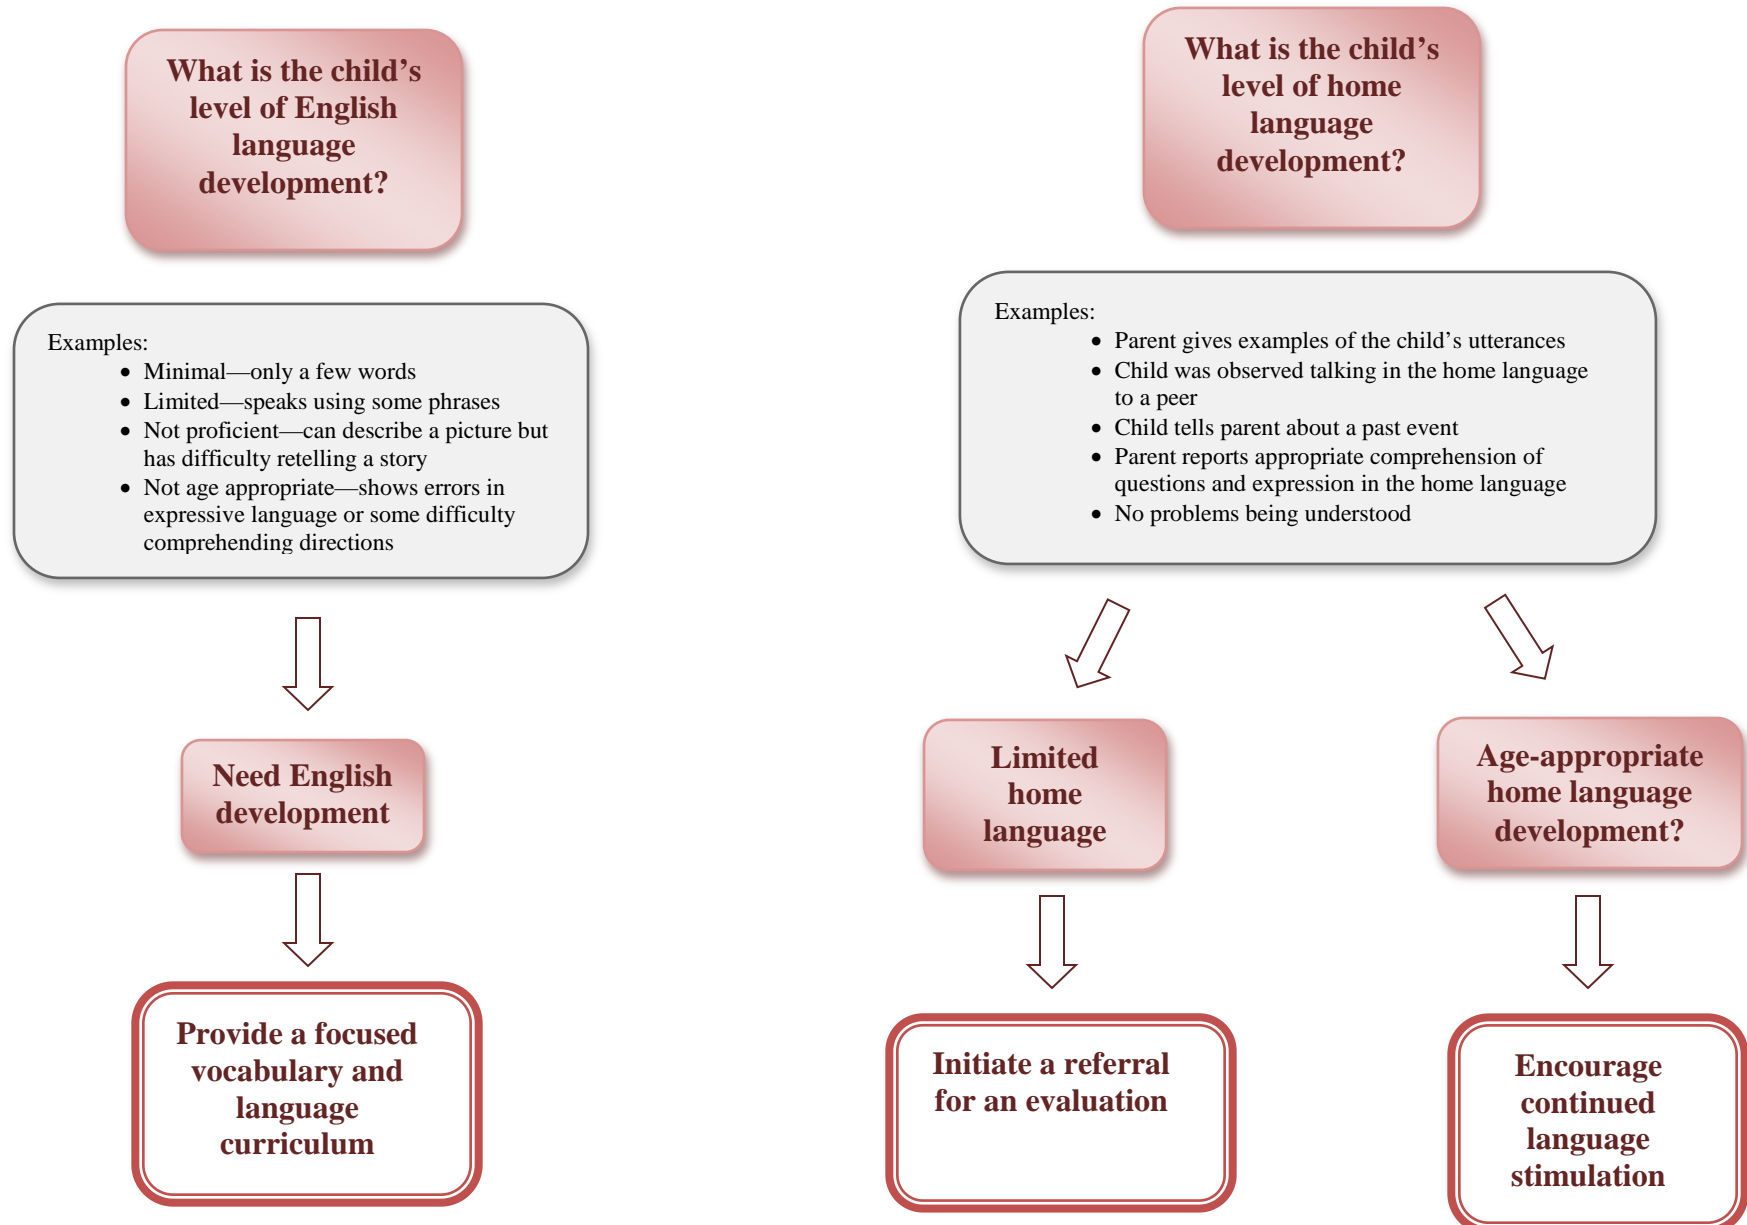 What is the child’s
level of English
language
development?
Examples:
• Minimal—only a few words
• Limited—speaks using some phrases
• Not proficient—can describe a picture but
has difficulty retelling a story
• Not age appropriate—shows errors in
expressive language or some difficulty
comprehending directions
Need English
development
Provide a focused
vocabulary and
language
curriculum
What is the child’s
level of home
language
development?
Examples:
• Parent gives examples of the child’s utterances
• Child was observed talking in the home language
to a peer
• Child tells parent about a past event
• Parent reports appropriate comprehension of
questions and expression in the home language
• No problems being understood
Limited
home
language
Initiate a referral
for an evaluation
Age-appropriate
home language
development?
Encourage
continued
language
stimulation